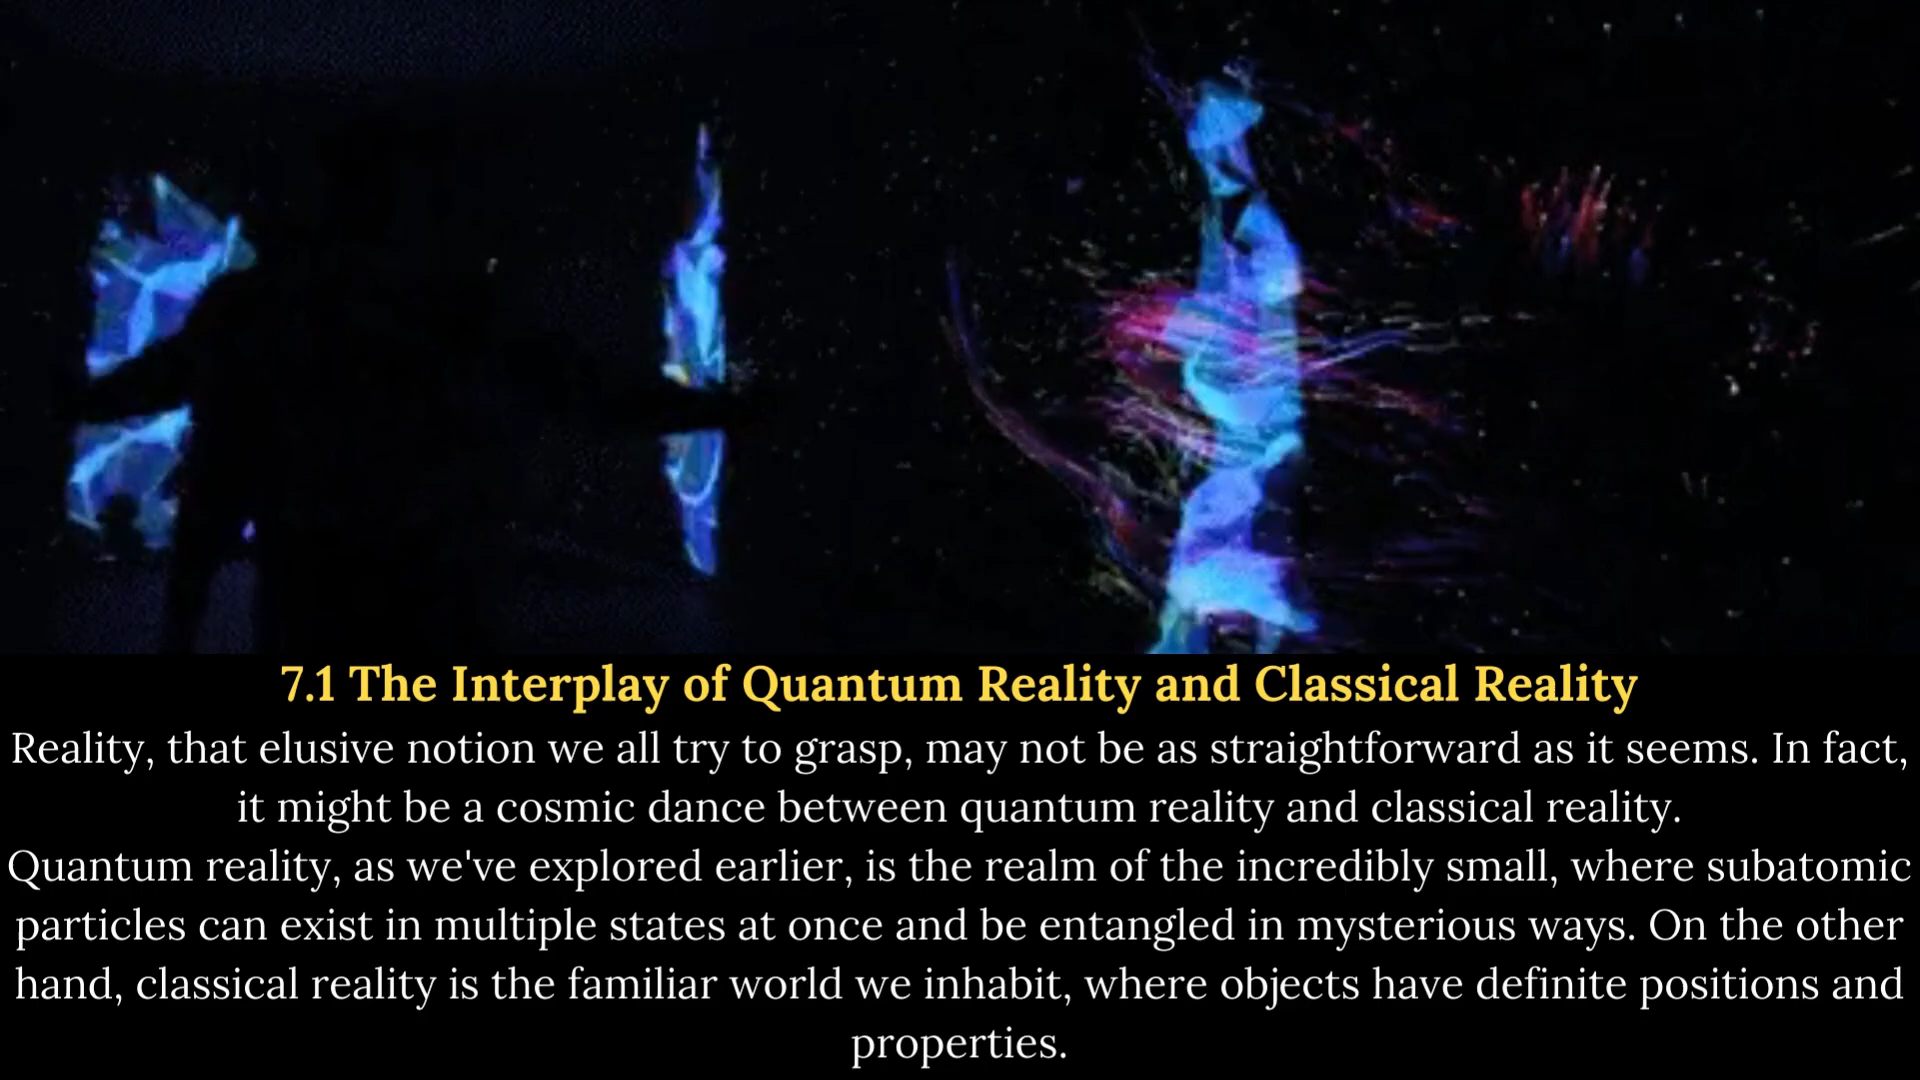 7.1 The Interplay of Quantum Reality and Classical Reality
Reality, that elusive notion we all try to grasp, may not be as straightforward as it seems. In fact,
it might be a cosmic dance between quantum reality and classical reality.
Quantum reality, as we've explored earlier, is the realm of the incredibly small, where subatomic
particles can exist in multiple states at once and be entangled in mysterious ways. On the other
hand, classical reality is the familiar world we inhabit, where objects have definite positions and
properties.